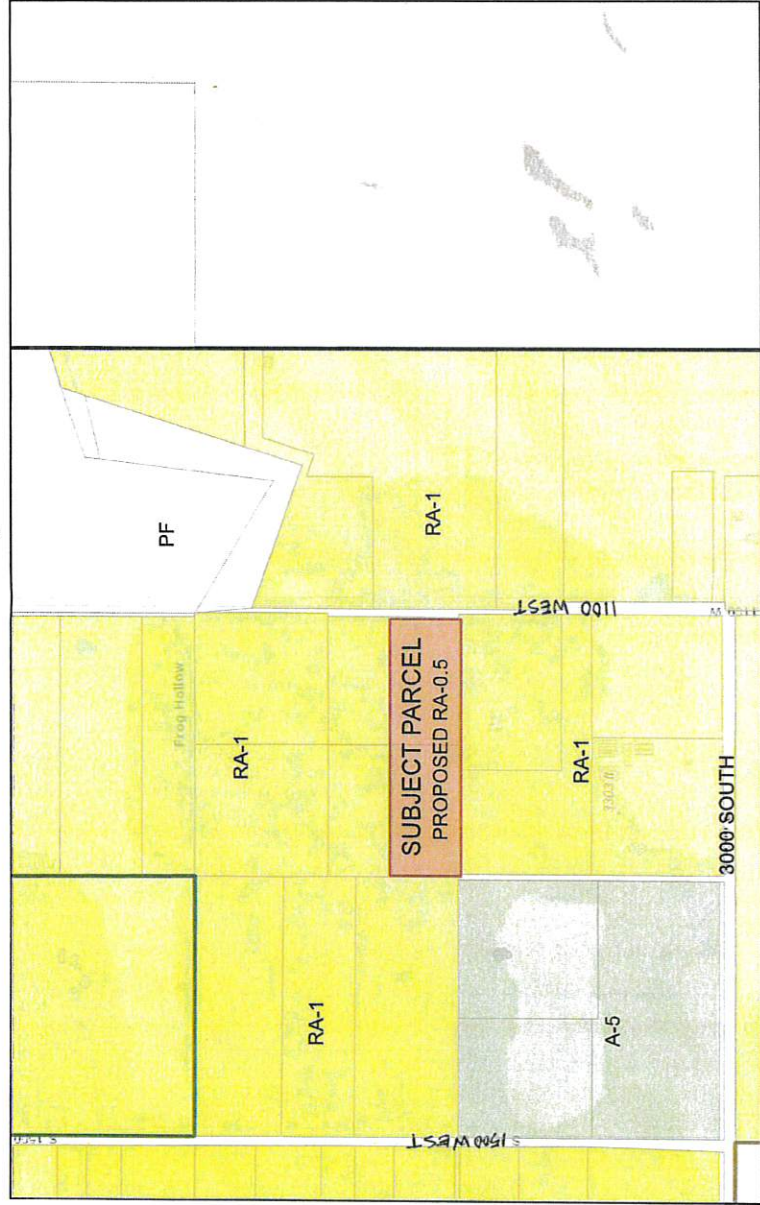 PF
RA-1
1100 WEST
Frog Hollow
RA-1
SUBJECT PARCEL
PROPOSED RA-0.5
RA-1
3000 SOUTH
RA-1
A-5
S 1500 WEST
S 1500